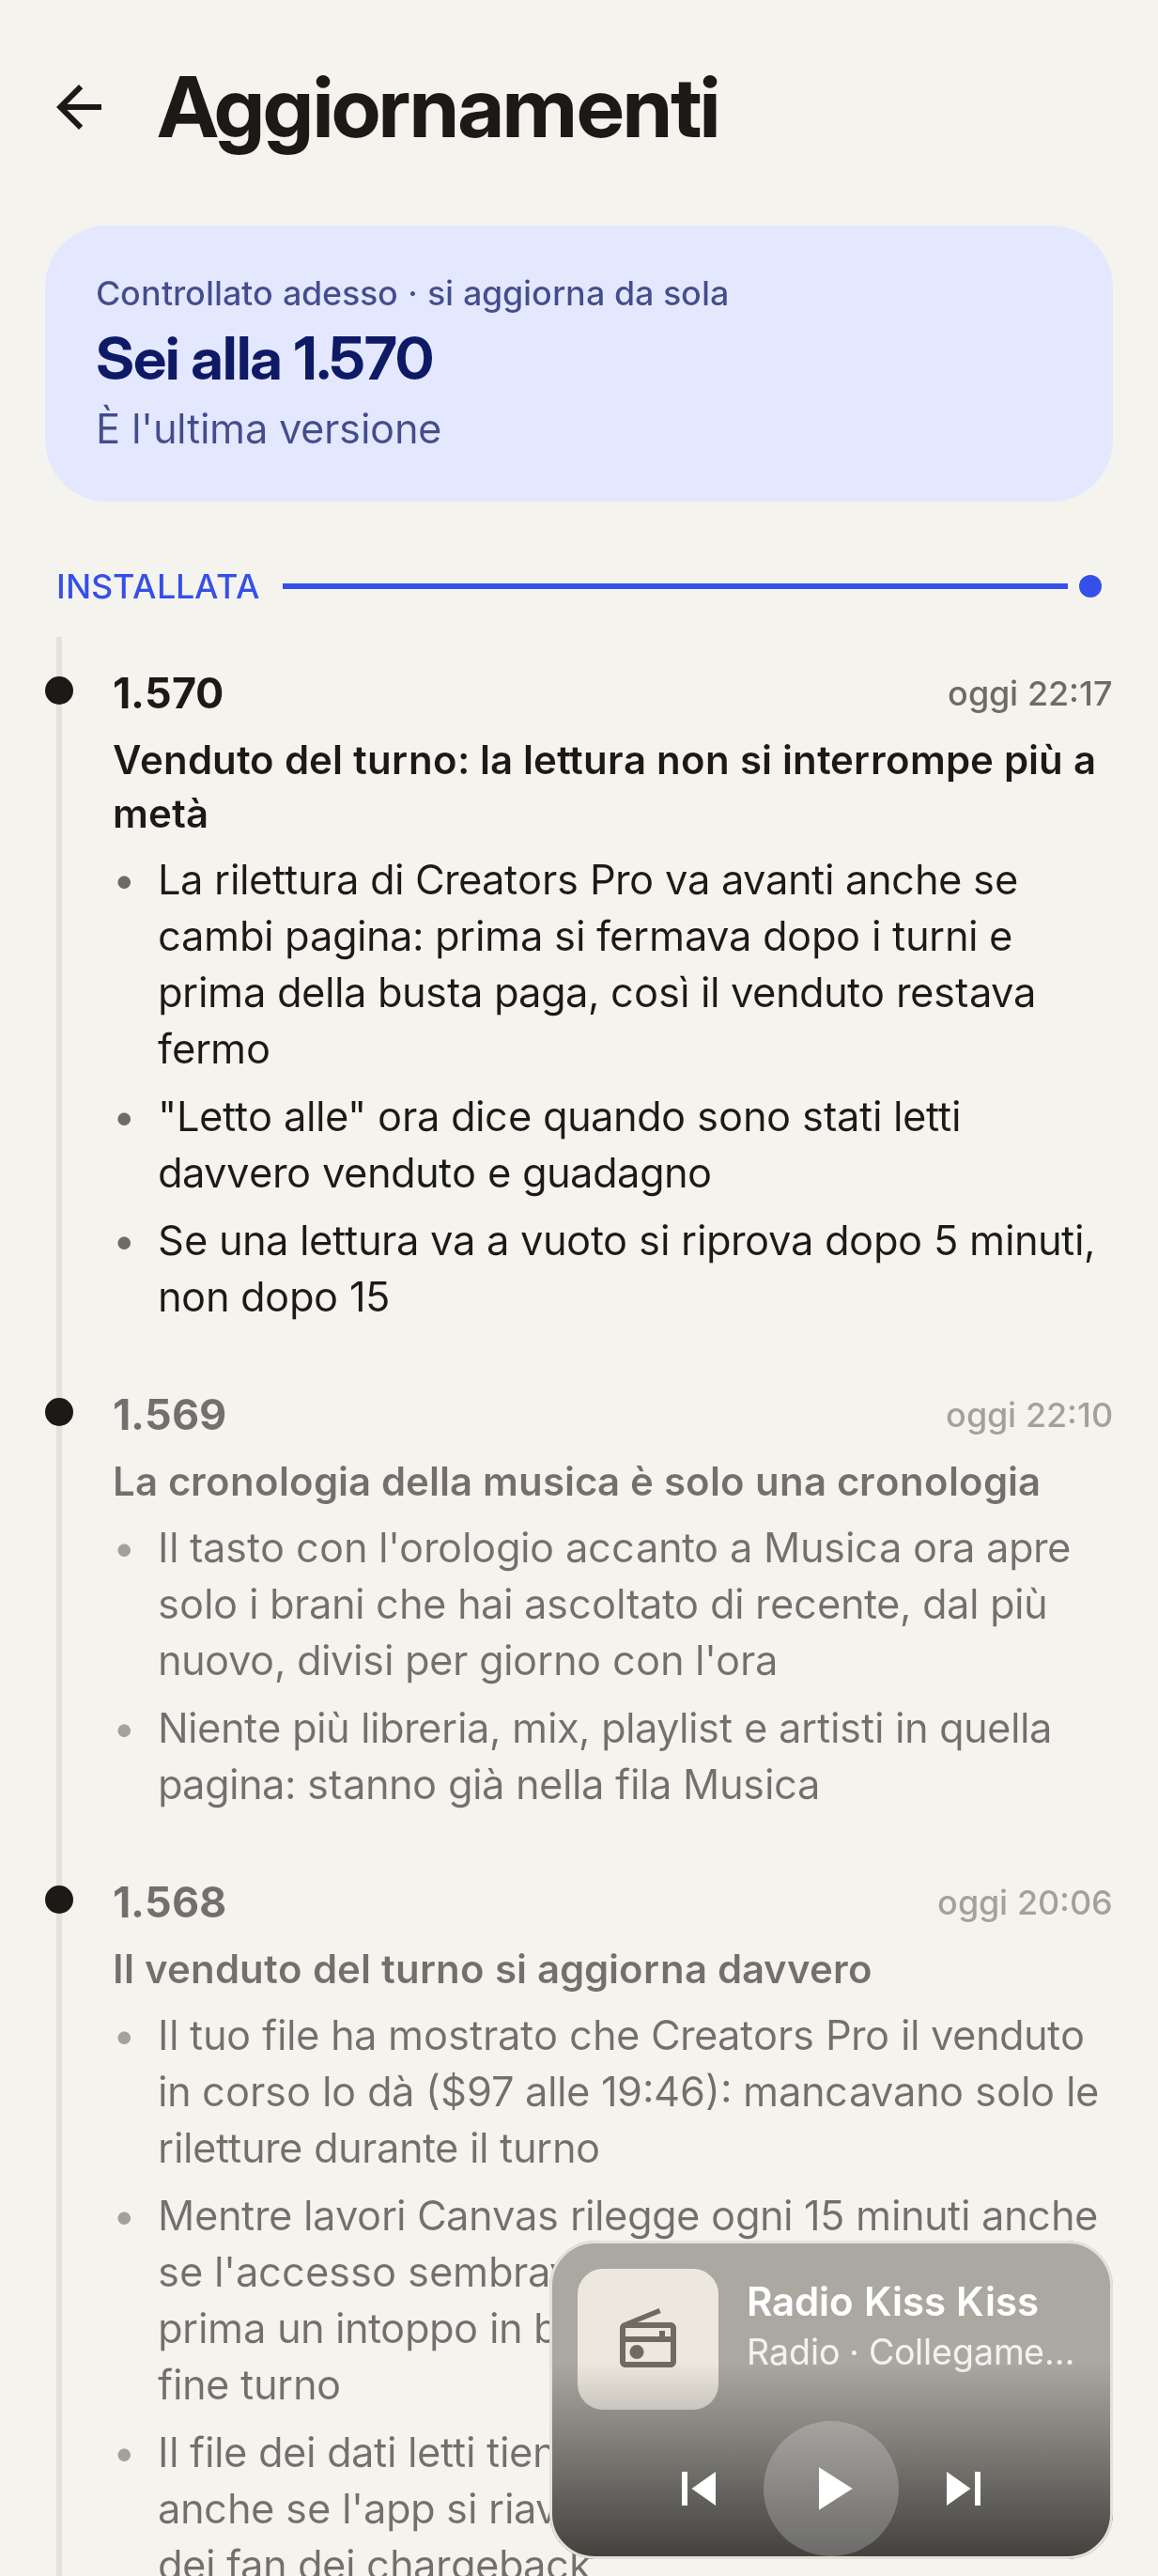 Aggiornamenti
Controllato adesso · si aggiorna da sola
Sei alla 1.570
È l'ultima versione
INSTALLATA
1.570
oggi 22:17
Venduto del turno: la lettura non si interrompe più a
metà
• La rilettura di Creators Pro va avanti anche se
cambi pagina: prima si fermava dopo i turni e
prima della busta paga, così il venduto restava
fermo
• "Letto alle" ora dice quando sono stati letti
davvero venduto e guadagno
• Se una lettura va a vuoto si riprova dopo 5 minuti,
non dopo 15
1.569
oggi 22:10
La cronologia della musica è solo una cronologia
• Il tasto con l'orologio accanto a Musica ora apre
solo i brani che hai ascoltato di recente, dal più
nuovo, divisi per giorno con l'ora
• Niente più libreria, mix, playlist e artisti in quella
pagina: stanno già nella fila Musica
1.568
oggi 20:06
Il venduto del turno si aggiorna davvero
• Il tuo file ha mostrato che Creators Pro il venduto
in corso lo dà ($97 alle 19:46): mancavano solo le
riletture durante il turno
• Mentre lavori Canvas rilegge ogni 15 minuti anche
se l'accesso
prima un intoppo in
fine turno
• Il file dei dati letti
anche se l'app si
dei fan dei chargeback
Radio Kiss Kiss
Radio · Collegame...